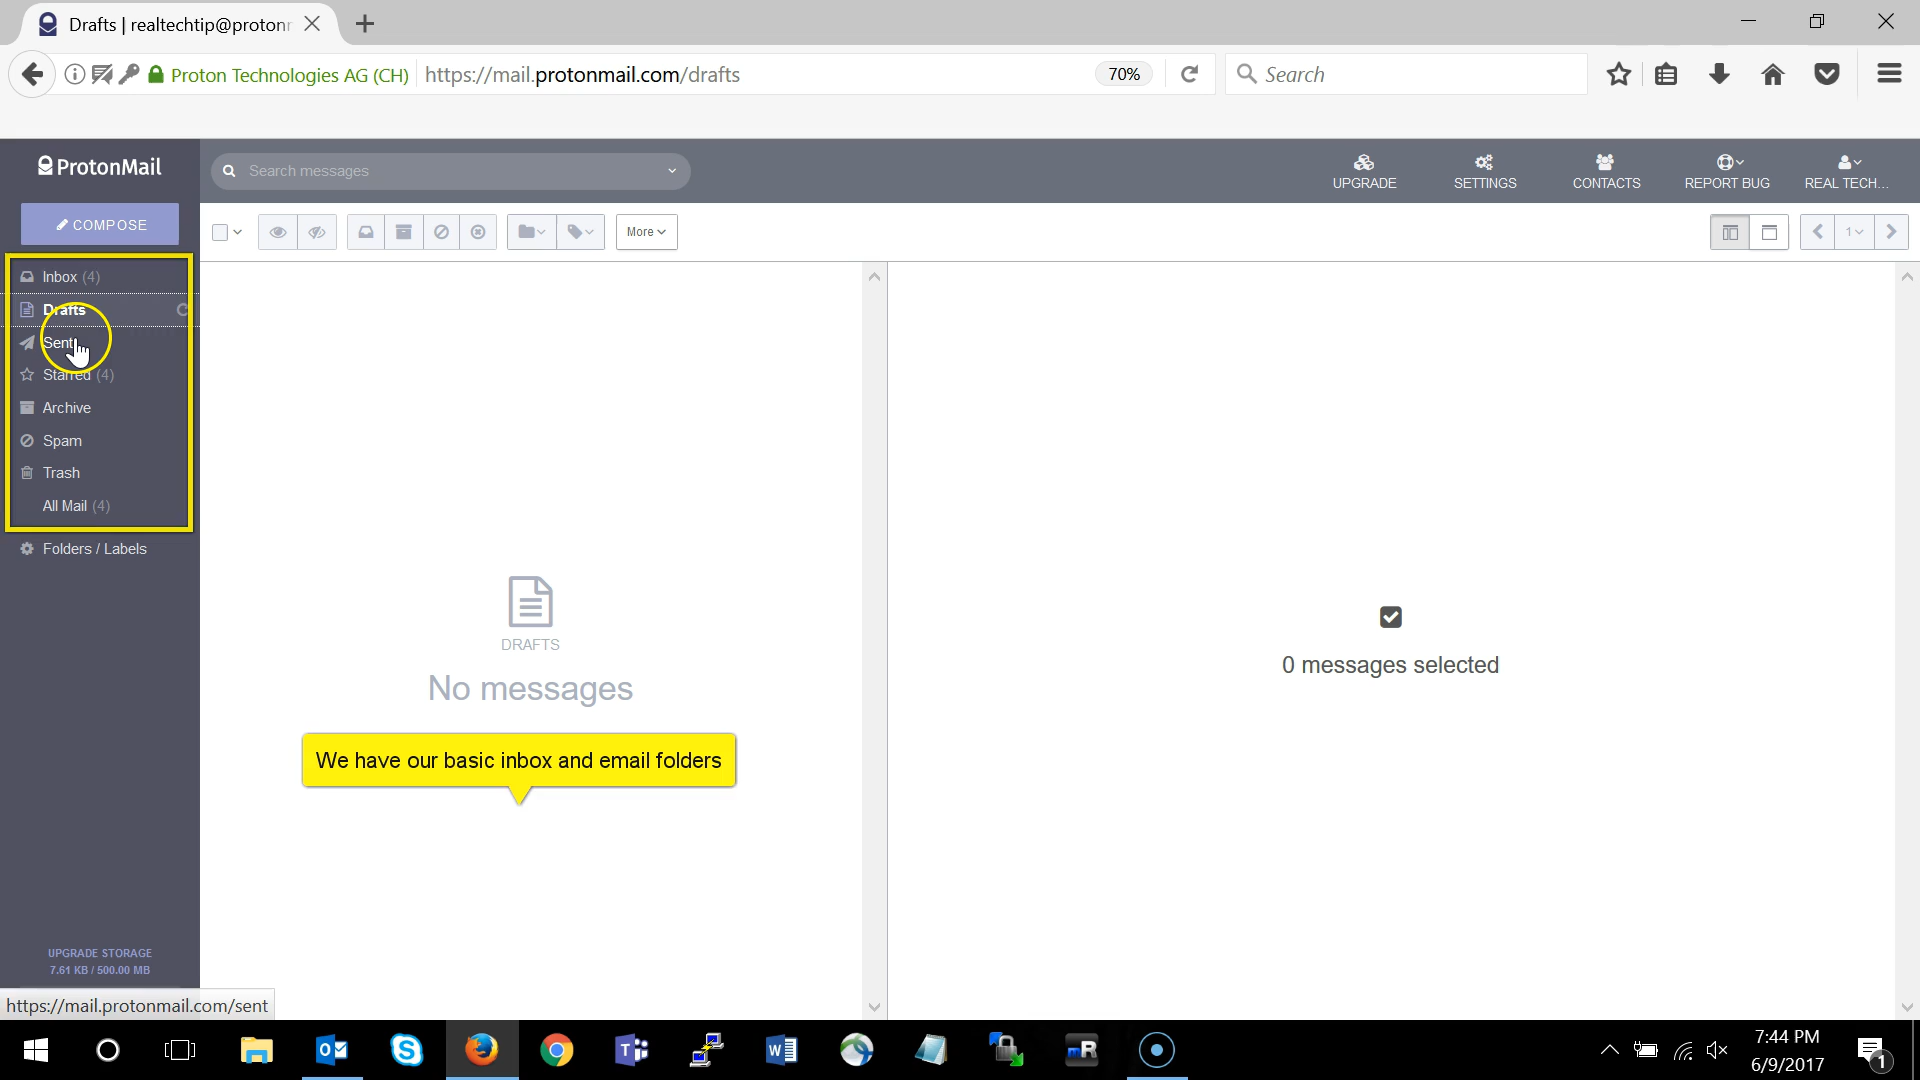 Drafts | realtechtip@protonr
Proton Technologies AG (CH)
https://mail.protonmail.com/drafts
70%
Search
ProtonMail
Search messages
UPGRADE
SETTINGS
CONTACTS
REPORT BUG
REAL TECH...
COMPOSE
More
1
Inbox (4)
Drafts
Sent
Starred (4)
Archive
Spam
Trash
All Mail (4)
Folders / Labels
DRAFTS
No messages
0 messages selected
We have our basic inbox and email folders
UPGRADE STORAGE
7.61 KB / 500.00 MB
https://mail.protonmail.com/sent
7:44 PM
6/9/2017
1